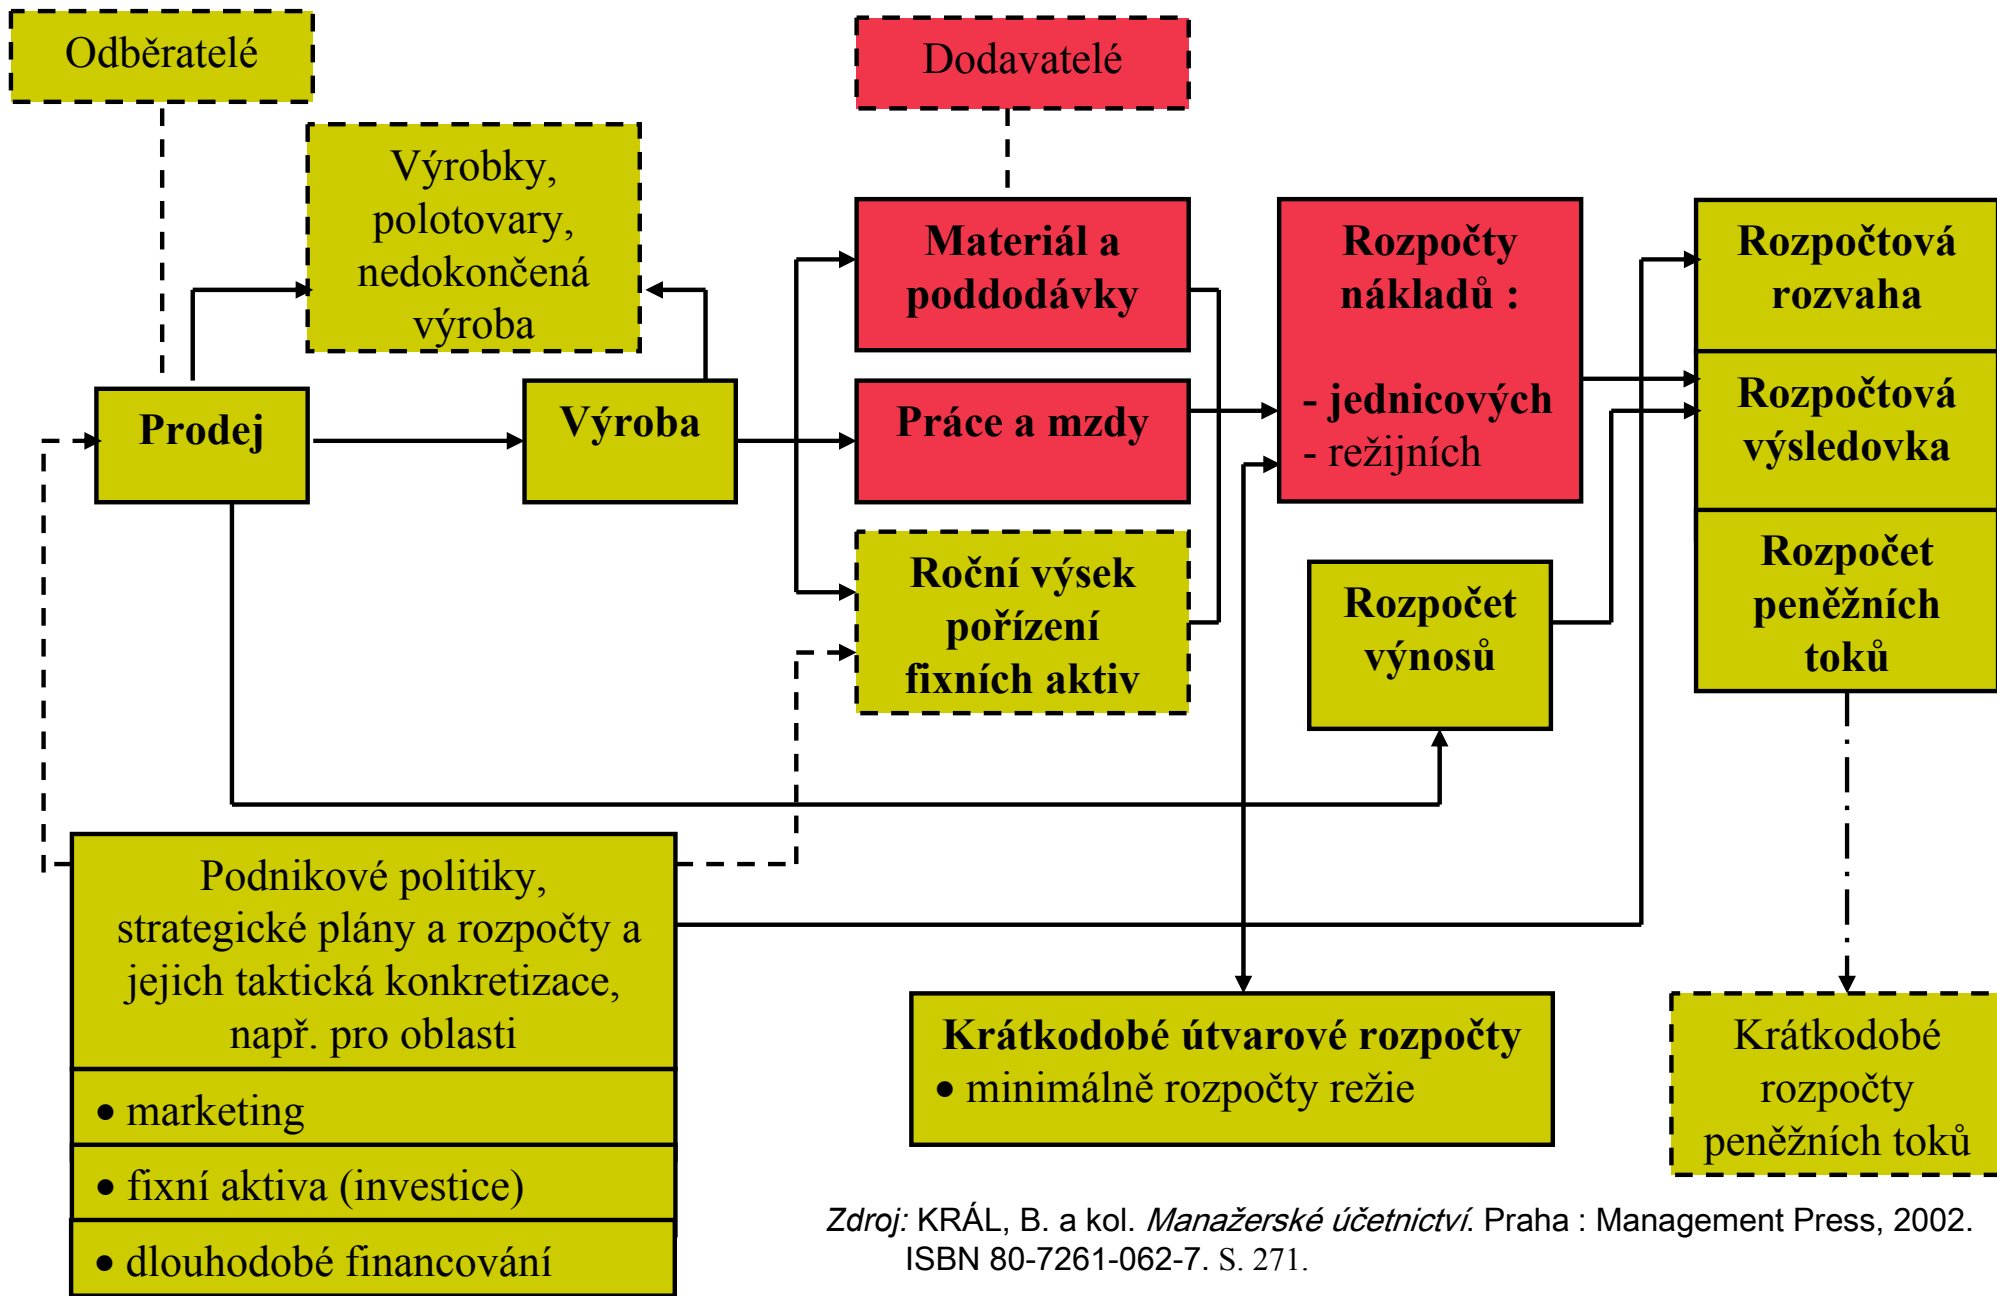 Odběratelé
Dodavatelé
Výrobky,
polotovary,
nedokončená
výroba
Materiál a
poddodávky
Rozpočty
nákladů :
- jednicových
- režijních
Rozpočtová
rozvaha
Prodej
Výroba
Práce a mzdy
Rozpočtová
výsledovka
Roční výsek
pořízení
fixních aktiv
Rozpočet
výnosů
Rozpočet
peněžních
toků
Podnikové politiky,
strategické plány a rozpočty a
jejich taktická konkretizace,
např. pro oblasti
• marketing
• fixní aktiva (investice)
• dlouhodobé financování
Krátkodobé útvarové rozpočty
• minimálně rozpočty režie
Krátkodobé
rozpočty
peněžních toků
Zdroj: KRÁL, B. a kol. Manažerské účetnictví. Praha : Management Press, 2002.
ISBN 80-7261-062-7. S. 271.